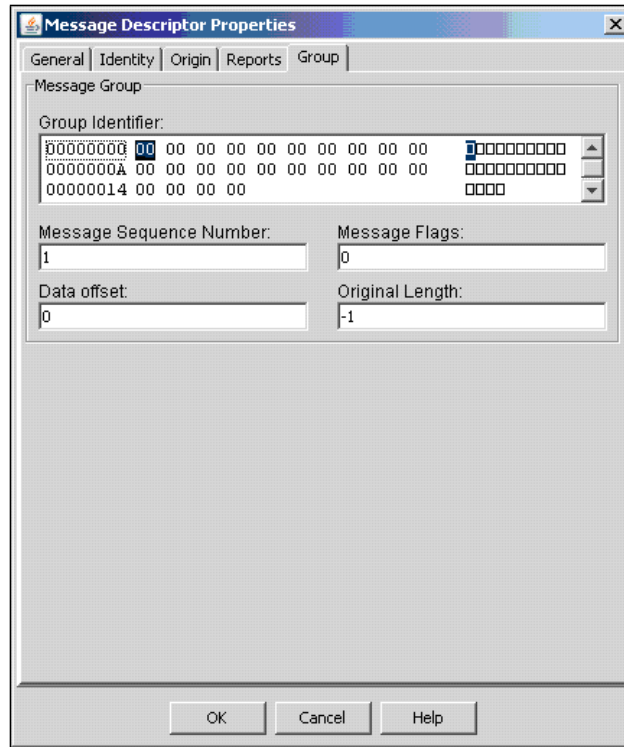 Message Descriptor Properties
General Identity Origin Reports Group
Message Group
Group Identifier:
00000000 00 00 00 00 00 00 00 00 00 00 □□□□□□□□□□
0000000A 00 00 00 00 00 00 00 00 00 00 □□□□□□□□□□
00000014 00 00 00 00 □□□□
Message Sequence Number: Message Flags:
1 0
Data offset: Original Length:
0 -1
OK Cancel Help